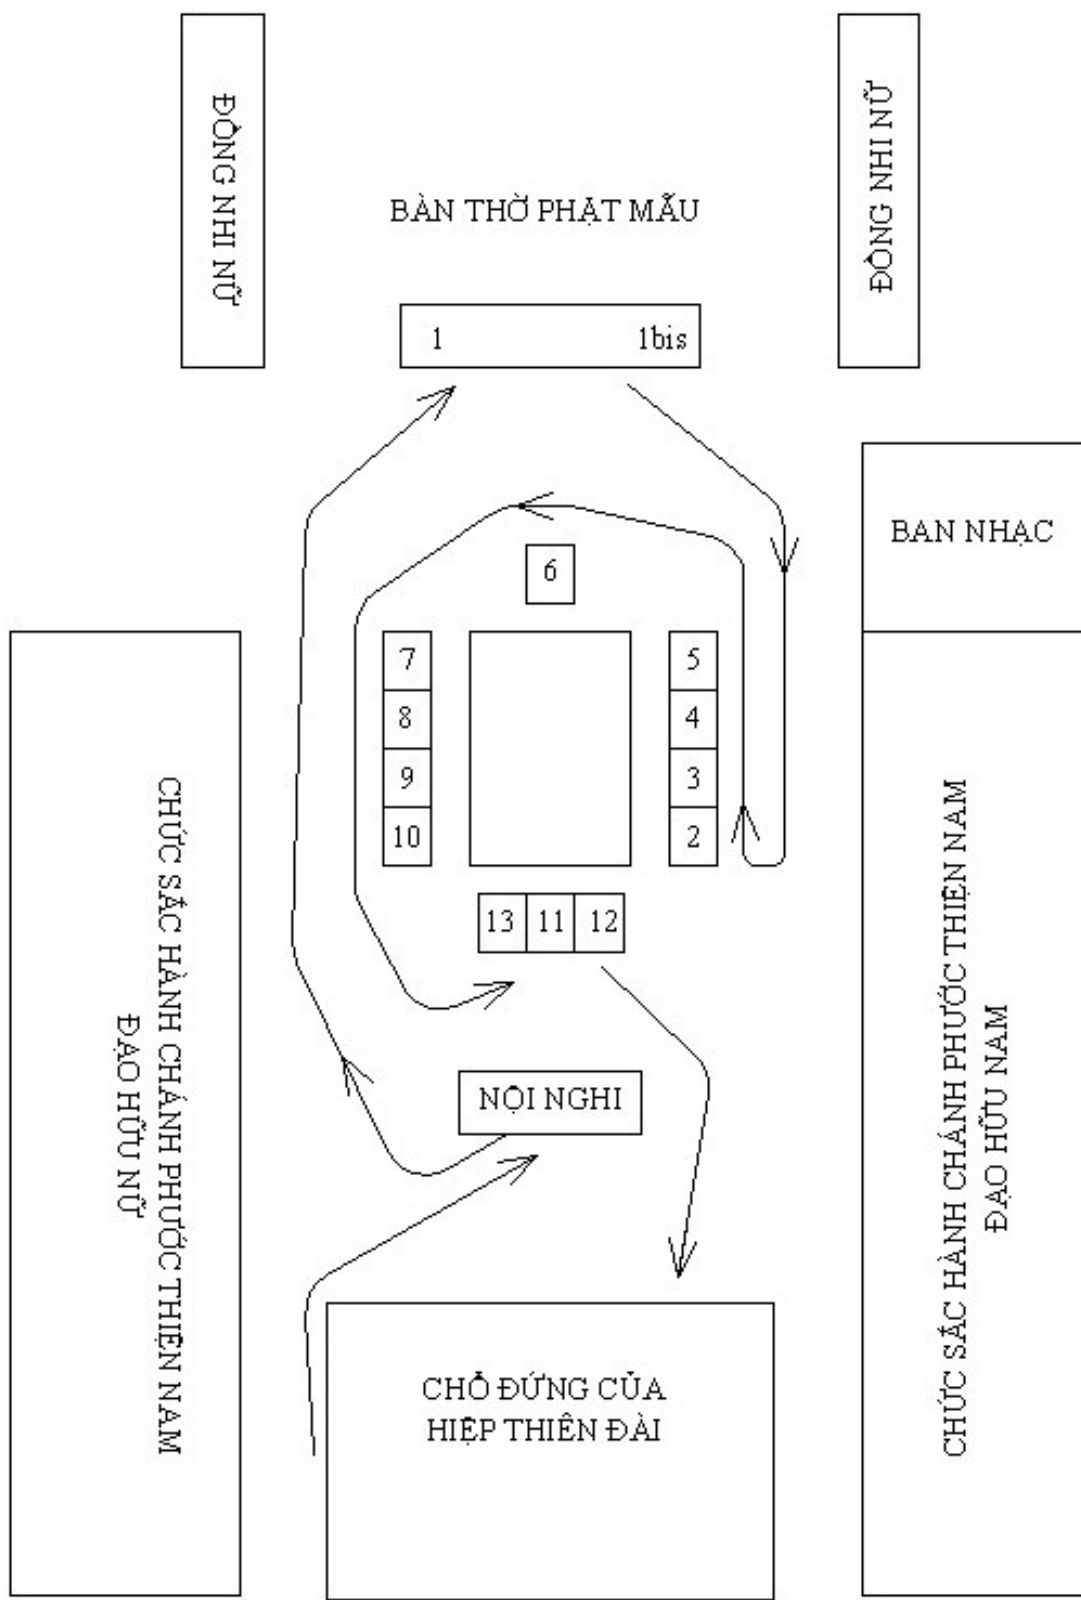 ĐỒNG NHI NỮ
ĐỒNG NHI NỮ
BÀN THỜ PHẬT MẪU
1 1bis
BAN NHẠC
6
7 5
8 4
9 3
10 2
13 11 12
NỘI NGHI
CHỨC SẮC HÀNH CHÁNH PHƯỚC THIỆN NAM
ĐẠO HỮU NỮ
CHỨC SẮC HÀNH CHÁNH PHƯỚC THIỆN NAM
ĐẠO HỮU NAM
CHỖ ĐỨNG CỦA
HIỆP THIÊN ĐÀI